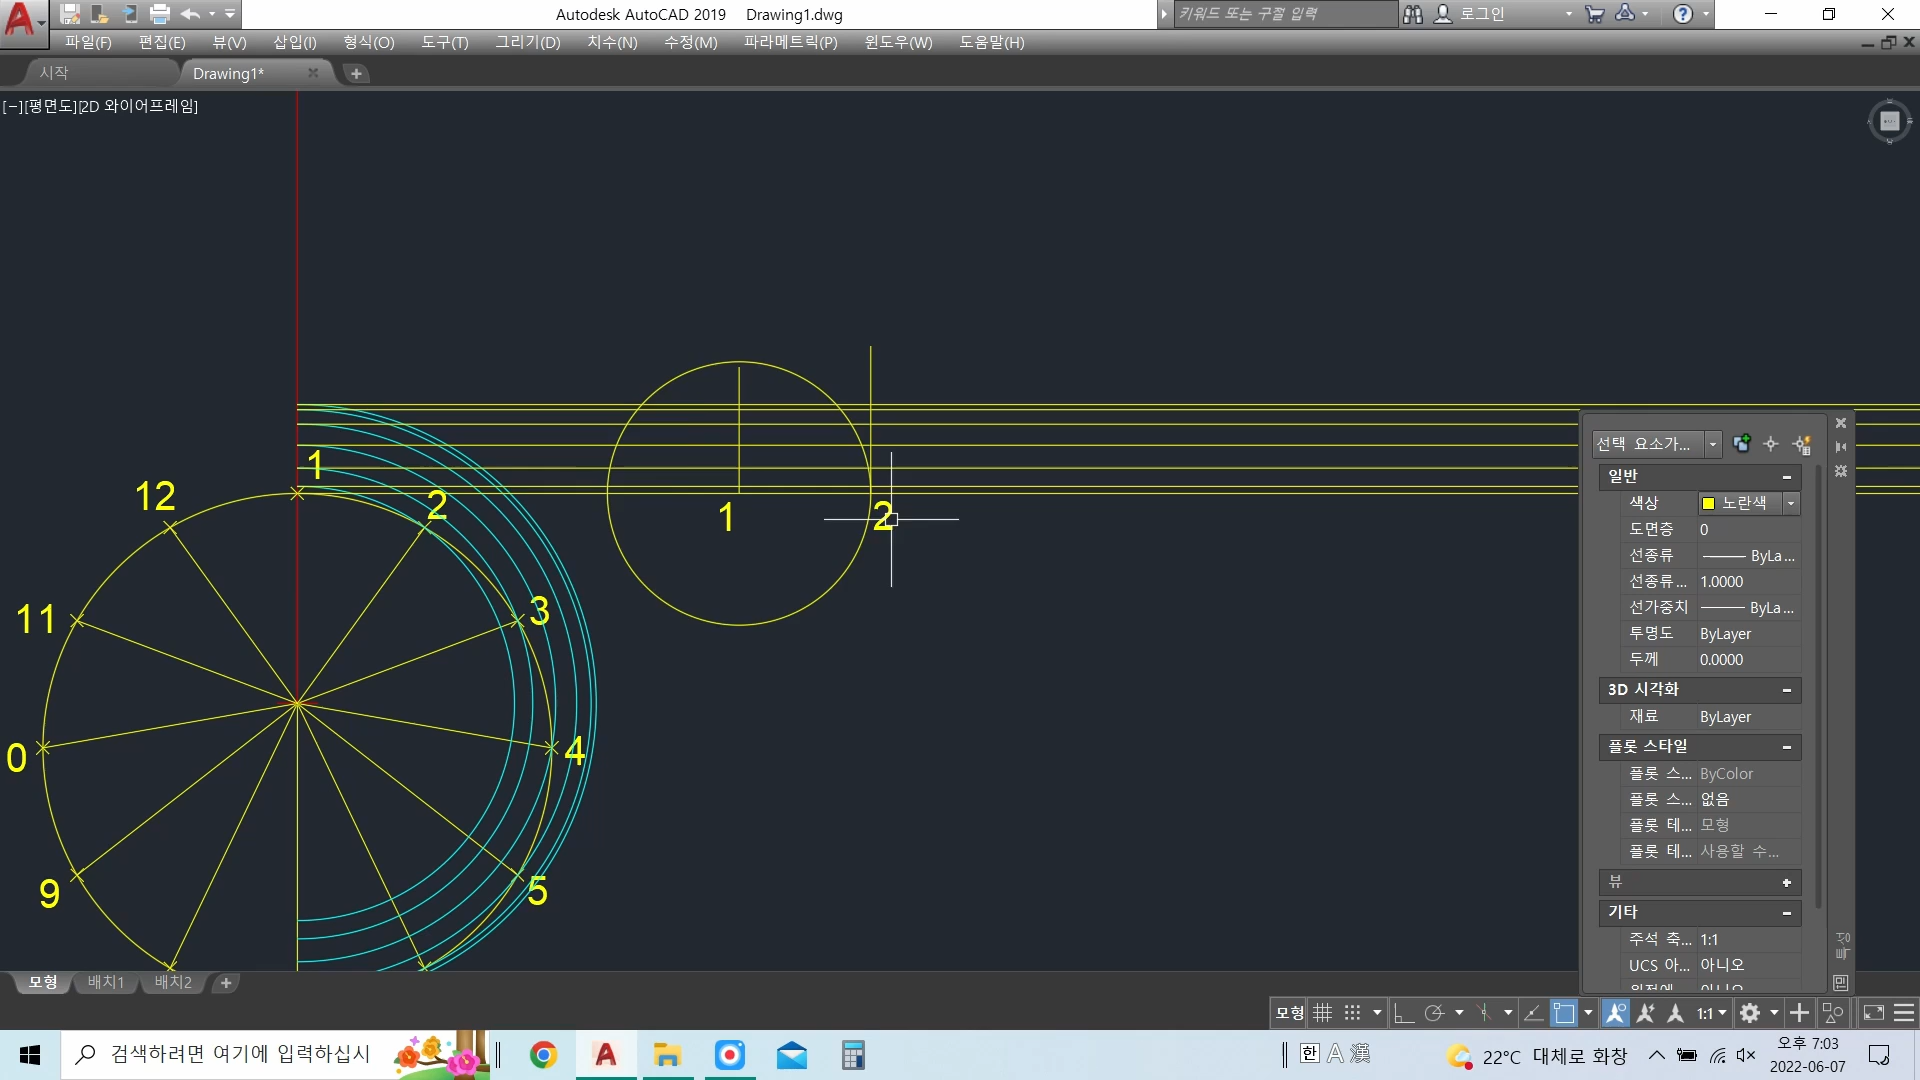 Autodesk AutoCAD 2019 Drawing1.dwg
키워드 또는 구절 입력
로그인
파일(F) 편집(E) 뷰(V) 삽입(I) 형식(O) 도구(T) 그리기(D) 치수(N) 수정(M) 파라메트릭(P) 윈도우(W) 도움말(H)
시작 Drawing1*
[−][평면도][2D 와이어프레임]
선택 요소가...
1
일반
12
2
색상 노란색
1
2
도면층 0
선종류 ByLa...
선종류... 1.0000
3
11
선가중치 ByLa...
투명도 ByLayer
두께 0.0000
3D 시각화
재료 ByLayer
4
0
플롯 스타일
플롯 스... ByColor
플롯 스... 없음
플롯 테... 모형
플롯 테... 사용할 수...
뷰
5
9
기타
주석 축... 1:1
특성
UCS 아... 아니오
모형 배치1 배치2
모형
1:1
검색하려면 여기에 입력하십시
한 A 漢
22°C 대체로 화창
오후 7:03
2022-06-07